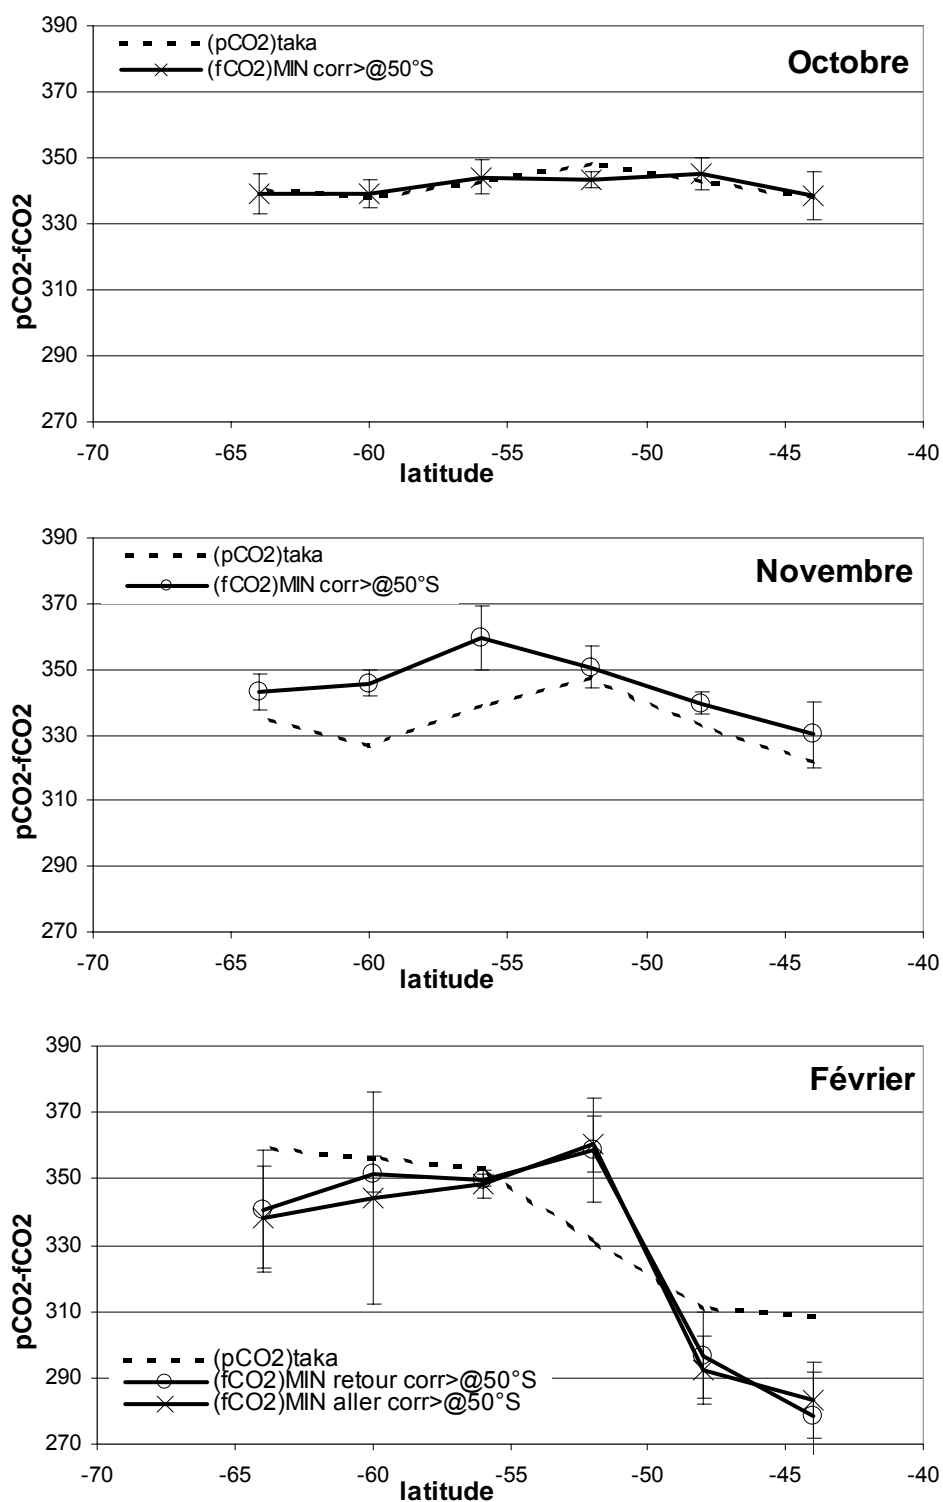 390
(pCO2)taka
(fCO2)MIN corr>@50°S
Octobre
370
350
330
310
290
270
pCO2-fCO2
-70 -65 -60 -55 -50 -45 -40
latitude
390
(pCO2)taka
(fCO2)MIN corr>@50°S
Novembre
370
350
330
310
290
270
pCO2-fCO2
-70 -65 -60 -55 -50 -45 -40
latitude
390
Février
370
350
330
310
290
270
pCO2-fCO2
(pCO2)taka
(fCO2)MIN retour corr>@50°S
(fCO2)MIN aller corr>@50°S
-70 -65 -60 -55 -50 -45 -40
latitude